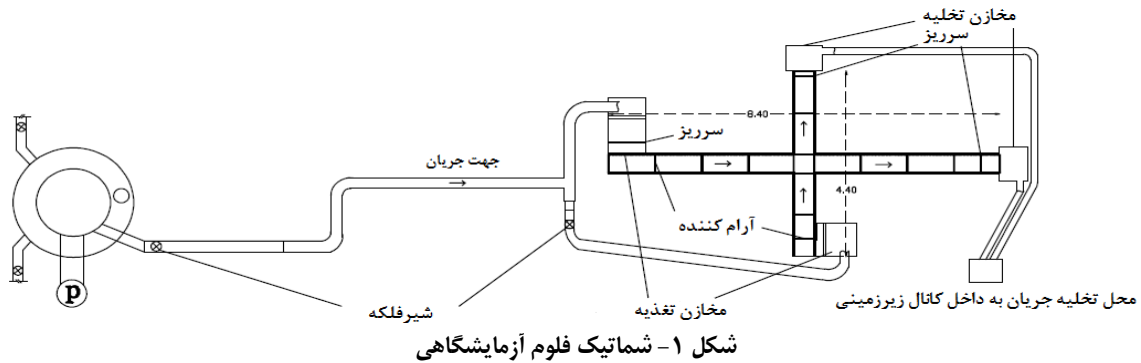 مخازن تخلیه
سرریز
8.40
سرریز
جهت جریان
4.40
آرام کننده
p
شیرفلکه
مخازن تغذیه
محل تخلیه جریان به داخل کانال زیرزمینی
شکل ۱- شماتیک فلوم آزمایشگاهی